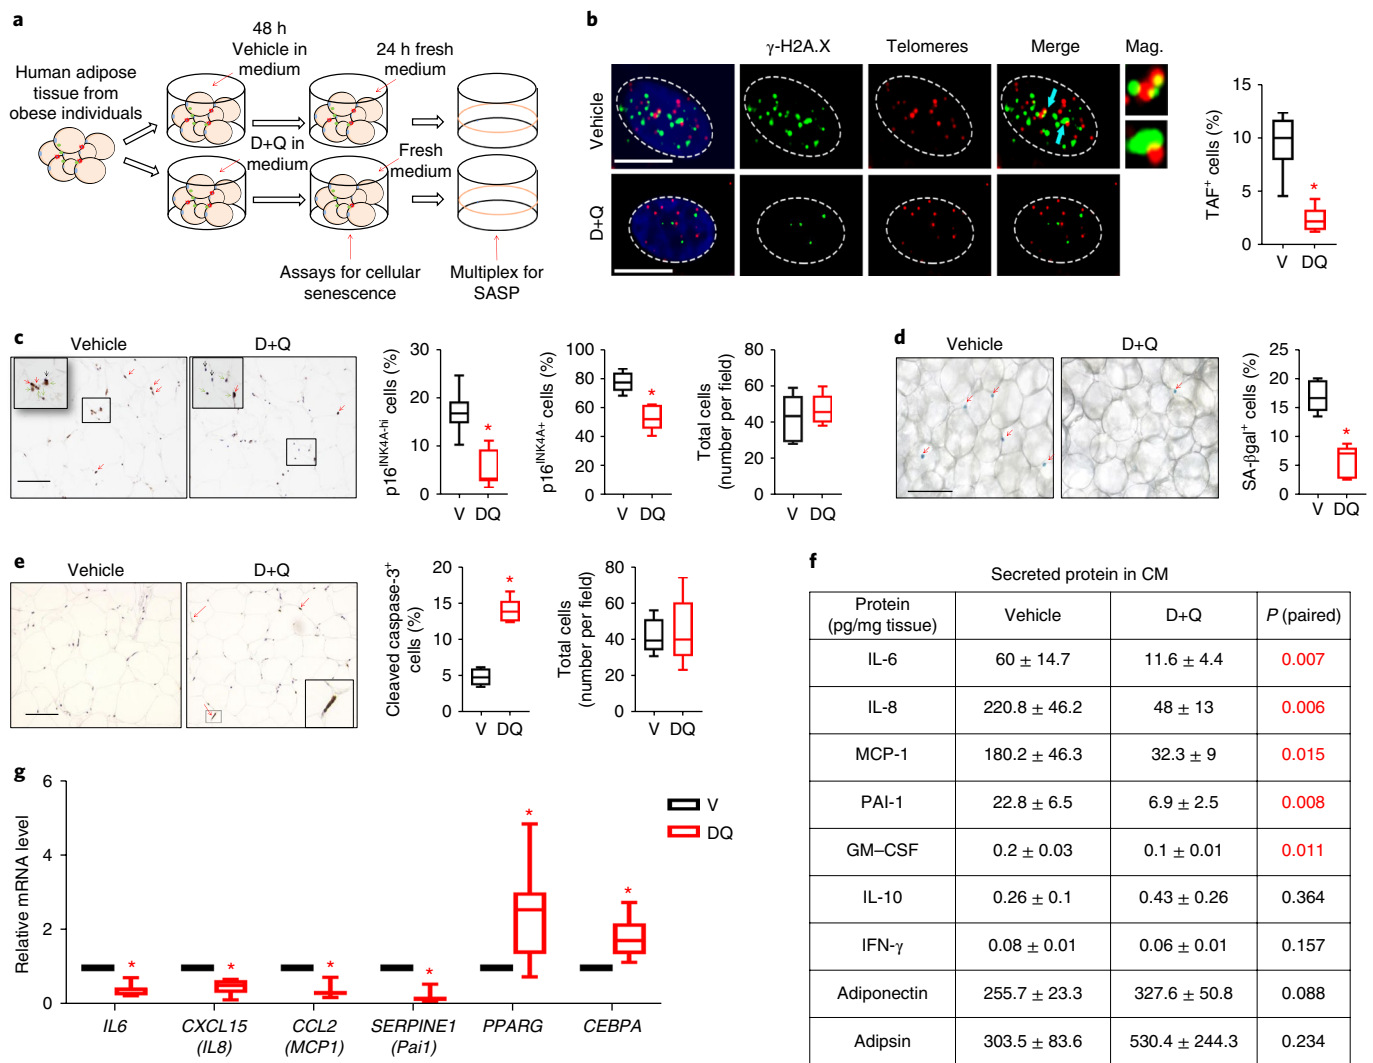 a
Human adipose
tissue from
obese individuals
48 h
Vehicle in
medium
24 h fresh
medium
D+Q in
medium
Fresh
medium
Assays for cellular
senescence
Multiplex for
SASP
b
γ-H2A.X
Telomeres
Merge
Mag.
Vehicle
D+Q
TAF+ cells (%)
15
10
5
0
*
V
DQ
c
Vehicle
D+Q
p16INK4A-hi cells (%)
30
20
10
0
*
V
DQ
p16INK4A+ cells (%)
100
80
60
40
20
0
*
V
DQ
Total cells
(number per field)
80
60
40
20
0
V
DQ
d
Vehicle
D+Q
SA-βgal+ cells (%)
25
20
15
10
5
0
*
V
DQ
e
Vehicle
D+Q
Cleaved caspase-3+
cells (%)
20
15
10
5
0
*
V
DQ
Total cells
(number per field)
80
60
40
20
0
V
DQ
f
Secreted protein in CM
Protein
(pg/mg tissue)
Vehicle
D+Q
P (paired)
IL-6 60 ± 14.7 11.6 ± 4.4 0.007
IL-8 220.8 ± 46.2 48 ± 13 0.006
MCP-1 180.2 ± 46.3 32.3 ± 9 0.015
PAI-1 22.8 ± 6.5 6.9 ± 2.5 0.008
GM–CSF 0.2 ± 0.03 0.1 ± 0.01 0.011
IL-10 0.26 ± 0.1 0.43 ± 0.26 0.364
IFN-γ 0.08 ± 0.01 0.06 ± 0.01 0.157
Adiponectin 255.7 ± 23.3 327.6 ± 50.8 0.088
Adipsin 303.5 ± 83.6 530.4 ± 244.3 0.234
g
Relative mRNA level
6
4
2
0
V
DQ
* * * * * *
IL6
CXCL15
(IL8)
CCL2
(MCP1)
SERPINE1
(Pai1)
PPARG
CEBPA